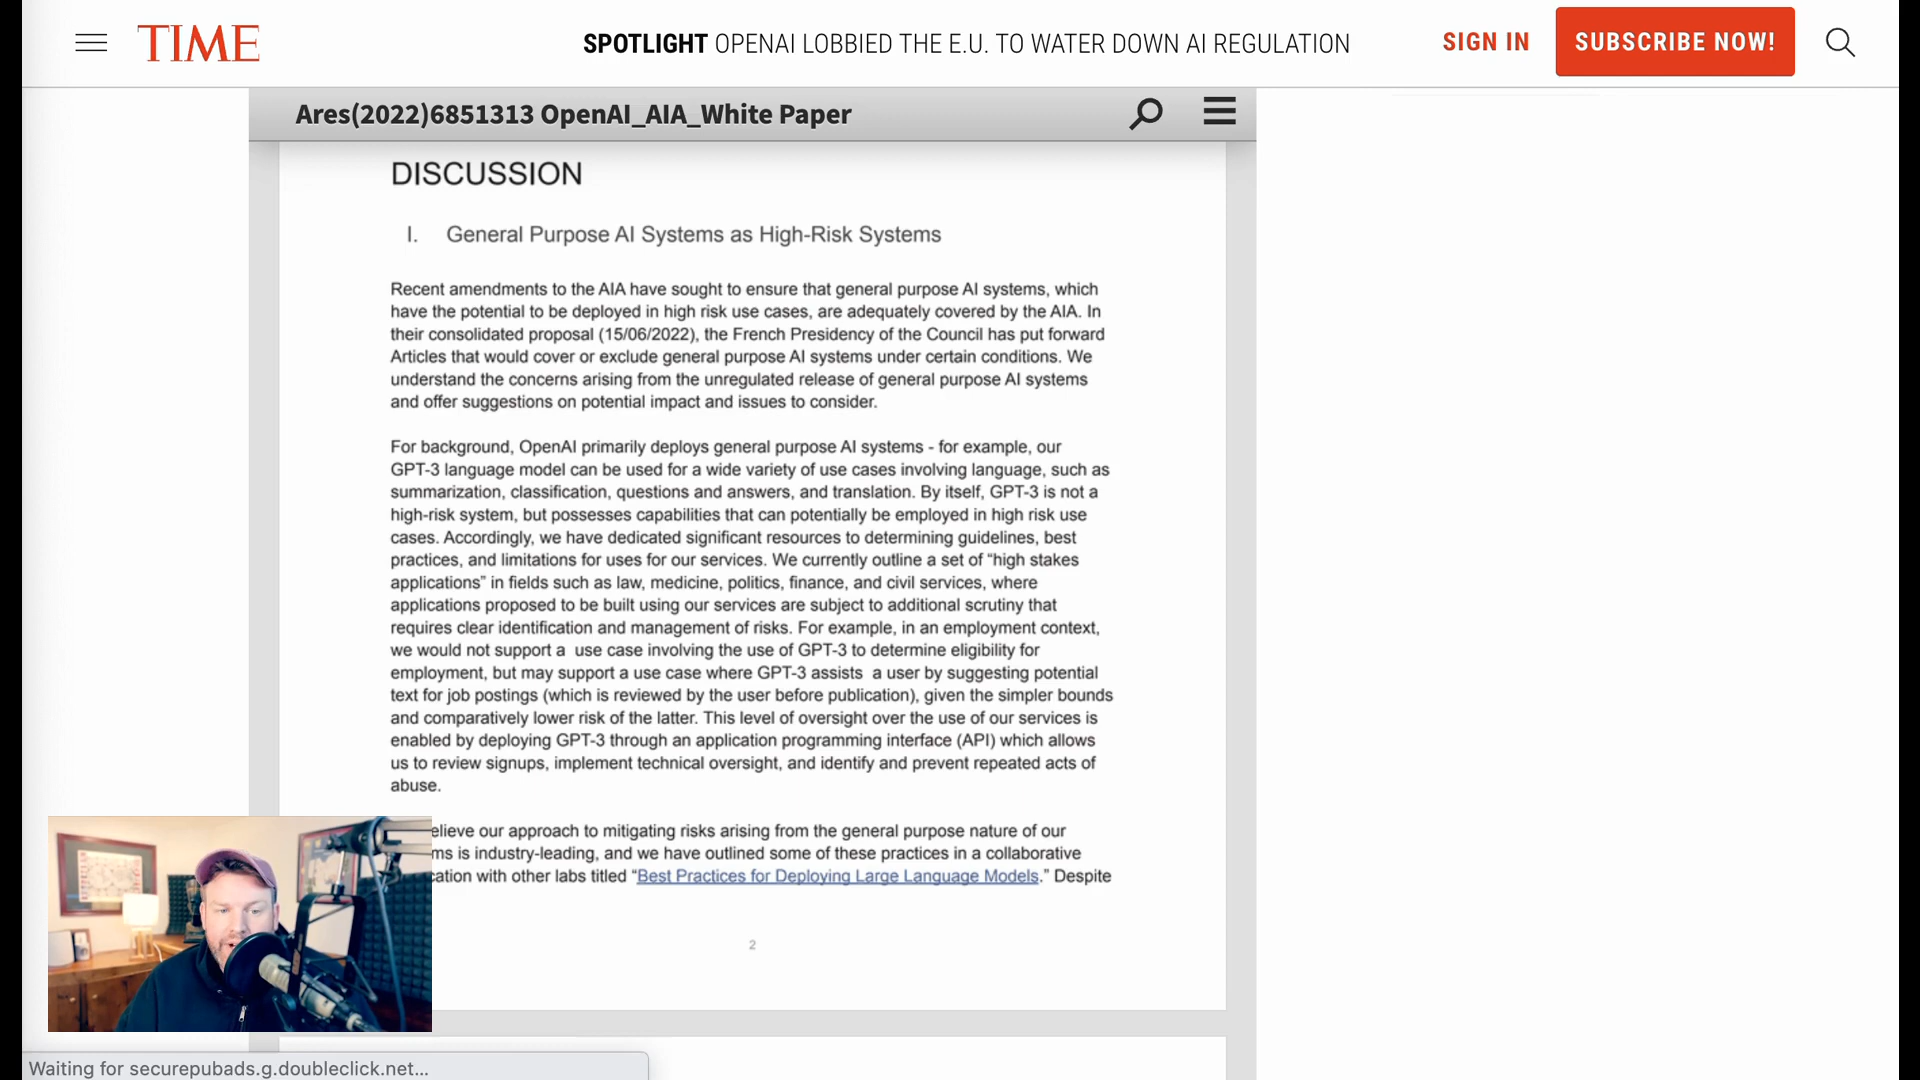 TIME
SPOTLIGHT OPENAI LOBBIED THE E.U. TO WATER DOWN AI REGULATION
SIGN IN
SUBSCRIBE NOW!
Ares(2022)6851313 OpenAI_AIA_White Paper
DISCUSSION
I. General Purpose AI Systems as High-Risk Systems
Recent amendments to the AIA have sought to ensure that general purpose AI systems, which
have the potential to be deployed in high risk use cases, are adequately covered by the AIA. In
their consolidated proposal (15/06/2022), the French Presidency of the Council has put forward
Articles that would cover or exclude general purpose AI systems under certain conditions. We
understand the concerns arising from the unregulated release of general purpose AI systems
and offer suggestions on potential impact and issues to consider.
For background, OpenAI primarily deploys general purpose AI systems - for example, our
GPT-3 language model can be used for a wide variety of use cases involving language, such as
summarization, classification, questions and answers, and translation. By itself, GPT-3 is not a
high-risk system, but possesses capabilities that can potentially be employed in high risk use
cases. Accordingly, we have dedicated significant resources to determining guidelines, best
practices, and limitations for uses for our services. We currently outline a set of “high stakes
applications” in fields such as law, medicine, politics, finance, and civil services, where
applications proposed to be built using our services are subject to additional scrutiny that
requires clear identification and management of risks. For example, in an employment context,
we would not support a use case involving the use of GPT-3 to determine eligibility for
employment, but may support a use case where GPT-3 assists a user by suggesting potential
text for job postings (which is reviewed by the user before publication), given the simpler bounds
and comparatively lower risk of the latter. This level of oversight over the use of our services is
enabled by deploying GPT-3 through an application programming interface (API) which allows
us to review signups, implement technical oversight, and identify and prevent repeated acts of
abuse.
elieve our approach to mitigating risks arising from the general purpose nature of our
ms is industry-leading, and we have outlined some of these practices in a collaborative
cation with other labs titled “Best Practices for Deploying Large Language Models.” Despite
2
Waiting for securepubads.g.doubleclick.net...